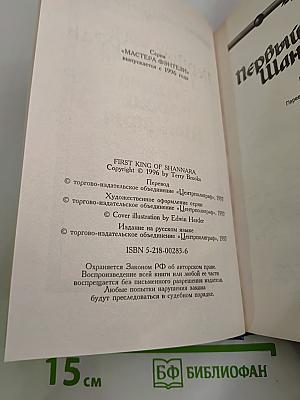 Серия
«МАСТЕРА ФЭНТЕЗИ»
выпускается с 1996 года
FIRST KING OF SHANNARA
Copyright © 1996 by Terry Brooks
Перевод
© торгово-издательское объединение «Центрполиграф», 1997
Художественное оформление серии
© торгово-издательское объединение «Центрполиграф», 1997
© Cover illustration by Edwin Herder
Издание на русском языке
© торгово-издательское объединение «Центрполиграф», 1997
ISBN 5-218-00283-6
Охраняется Законом РФ об авторском праве.
Воспроизведение всей книги или любой ее части
воспрещается без письменного разрешения издателя.
Любые попытки нарушения закона
будут преследоваться в судебном порядке.
Первый
Шан
15 см
БФ БИБЛИОФАН